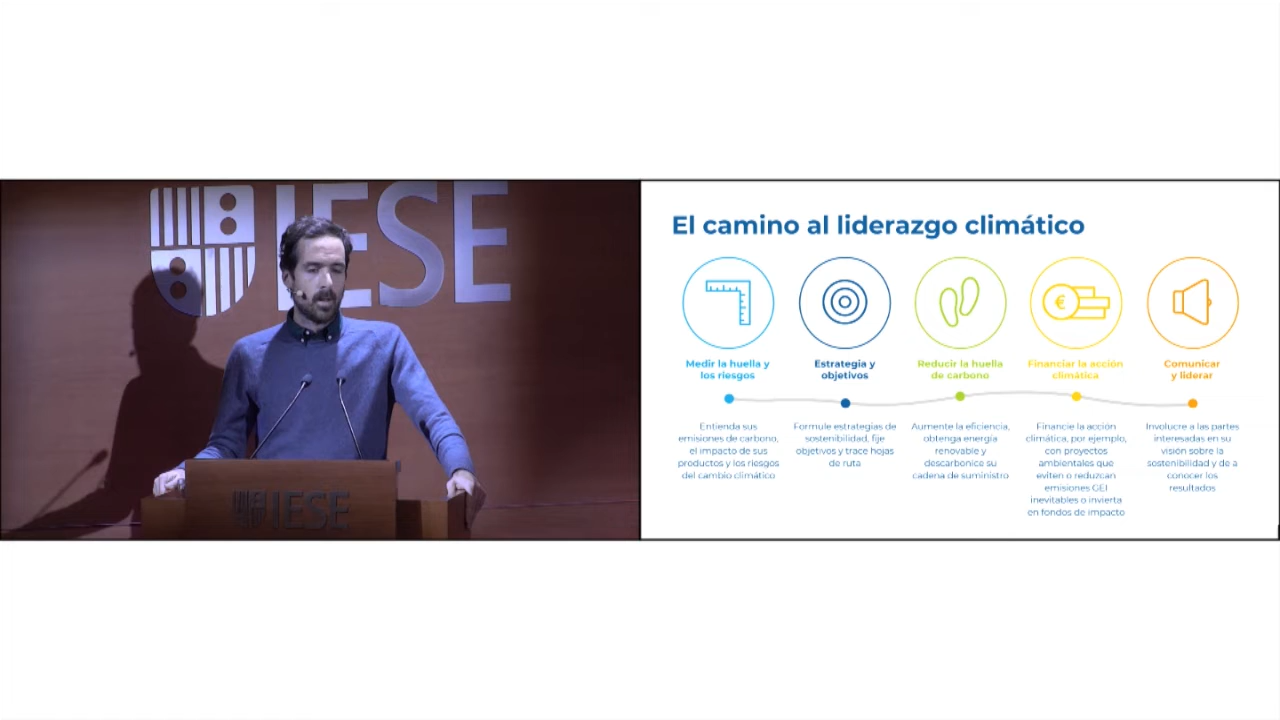 IESE
IESE
El camino al liderazgo climático
€
Medir la huella y
los riesgos
Estrategia y
objetivos
Reducir la huella
de carbono
Financiar la acción
climática
Comunicar
y liderar
Entienda sus
emisiones de carbono,
el impacto de sus
productos y los riesgos
del cambio climático
Formule estrategias de
sostenibilidad, fije
objetivos y trace hojas
de ruta
Aumente la eficiencia,
obtenga energía
renovable y
descarbonice su
cadena de suministro
Financie la acción
climática, por ejemplo,
con proyectos
ambientales que
eviten o reduzcan
emisiones GEI
inevitables o invierta
en fondos de impacto
Involucre a las partes
interesadas en su
visión sobre la
sostenibilidad y de a
conocer los
resultados